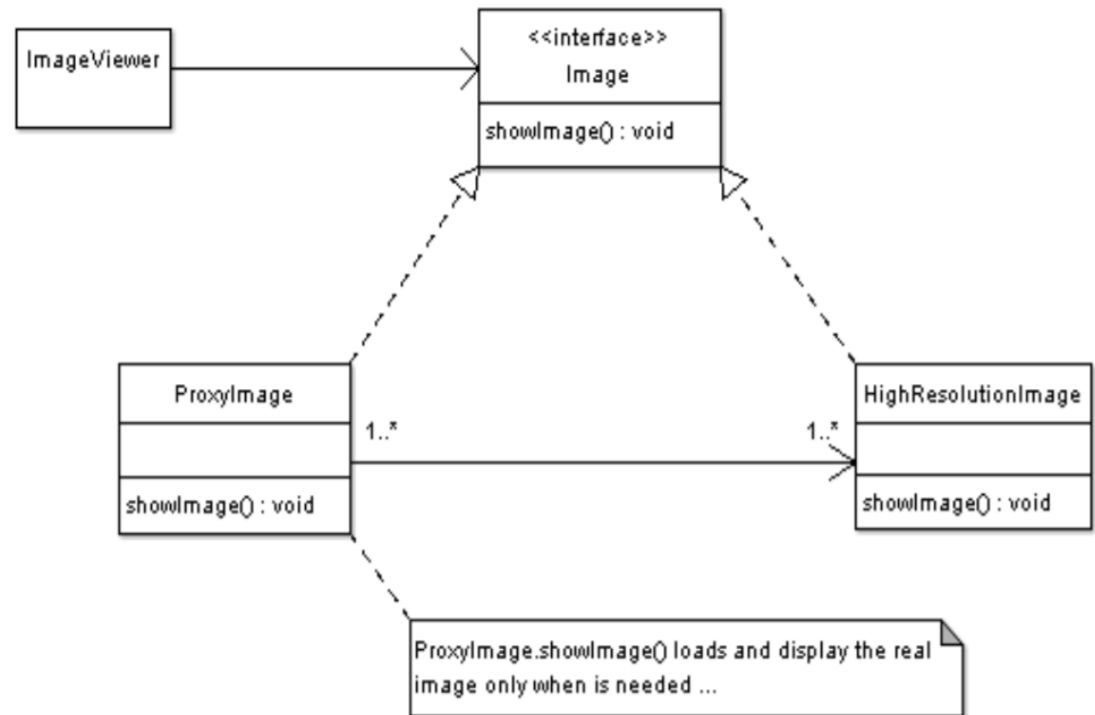 ImageViewer
<<interface>>
Image
showImage() : void
ProxyImage
showImage() : void
1..*
1..*
HighResolutionImage
showImage() : void
ProxyImage.showImage() loads and display the real
image only when is needed ...